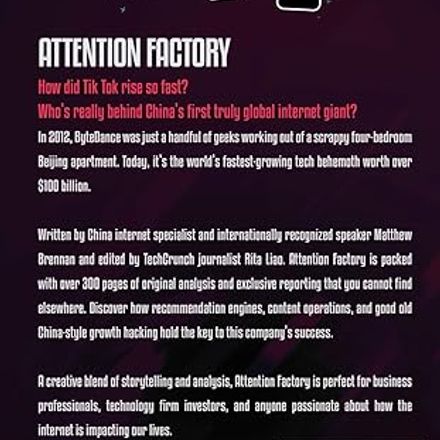 ATTENTION FACTORY
How did Tik Tok rise so fast?
Who's really behind China's first truly global internet giant?
In 2012, ByteDance was just a handful of geeks working out of a scrappy four-bedroom
Beijing apartment. Today, it's the world's fastest-growing tech behemoth worth over
$100 billion.
Written by China internet specialist and internationally recognized speaker Matthew
Brennan and edited by TechCrunch journalist Rita Liao. Attention Factory is packed
with over 300 pages of original analysis and exclusive reporting that you cannot find
elsewhere. Discover how recommendation engines, content operations, and good old
China-style growth hacking hold the key to this company's success.
A creative blend of storytelling and analysis, Attention Factory is perfect for business
professionals, technology firm investors, and anyone passionate about how the
internet is impacting our lives.